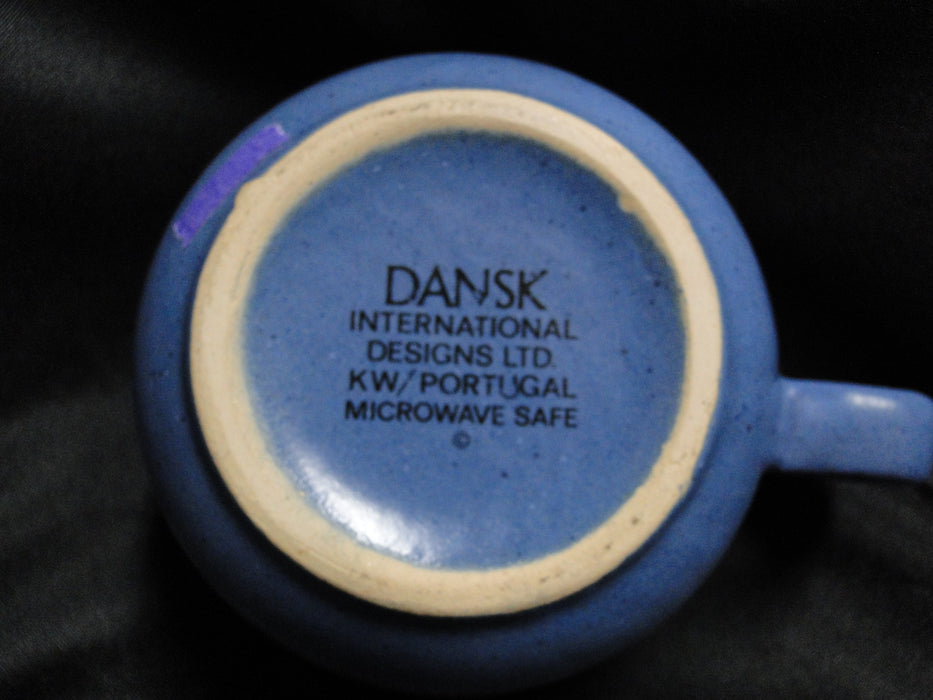 DANSK
INTERNATIONAL
DESIGNS LTD.
KW/PORTUGAL
MICROWAVE SAFE
©